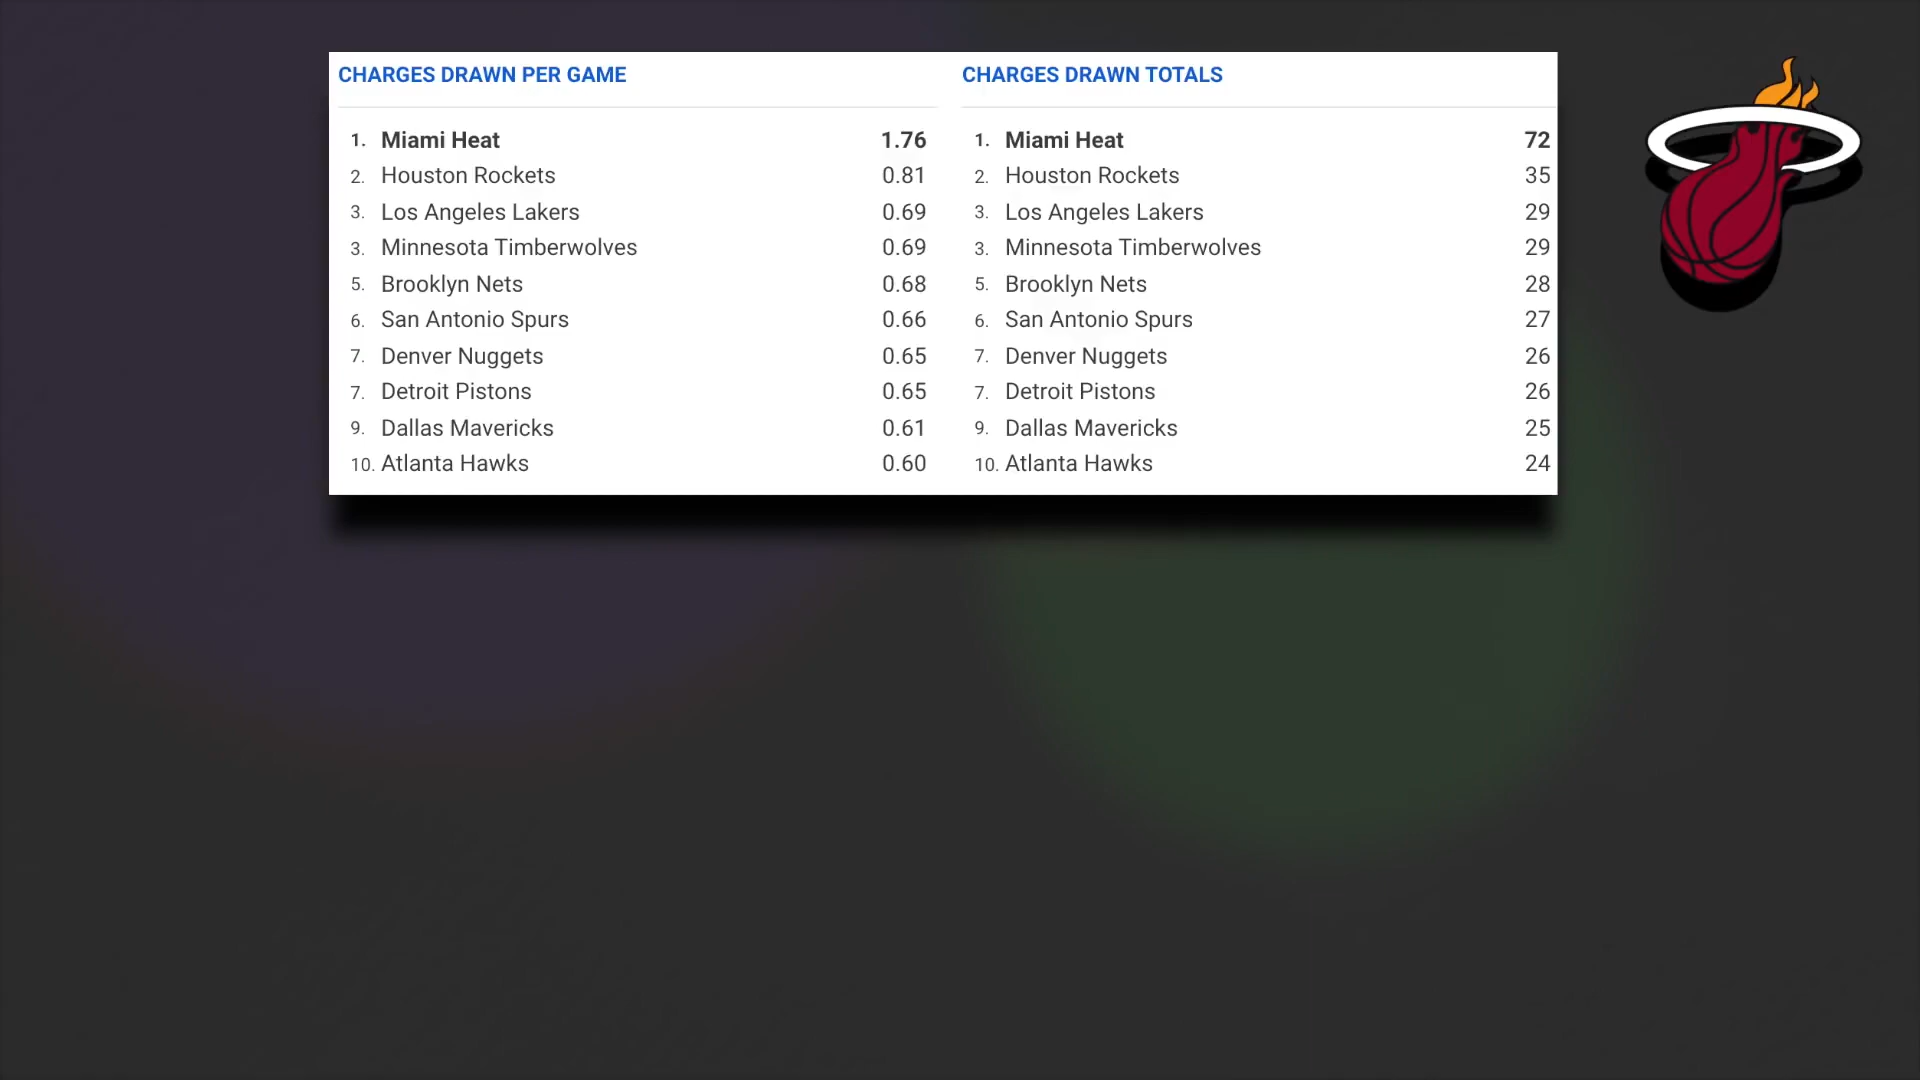 CHARGES DRAWN PER GAME
1. Miami Heat 1.76
2. Houston Rockets 0.81
3. Los Angeles Lakers 0.69
3. Minnesota Timberwolves 0.69
5. Brooklyn Nets 0.68
6. San Antonio Spurs 0.66
7. Denver Nuggets 0.65
7. Detroit Pistons 0.65
9. Dallas Mavericks 0.61
10. Atlanta Hawks 0.60
CHARGES DRAWN TOTALS
1. Miami Heat 72
2. Houston Rockets 35
3. Los Angeles Lakers 29
3. Minnesota Timberwolves 29
5. Brooklyn Nets 28
6. San Antonio Spurs 27
7. Denver Nuggets 26
7. Detroit Pistons 26
9. Dallas Mavericks 25
10. Atlanta Hawks 24